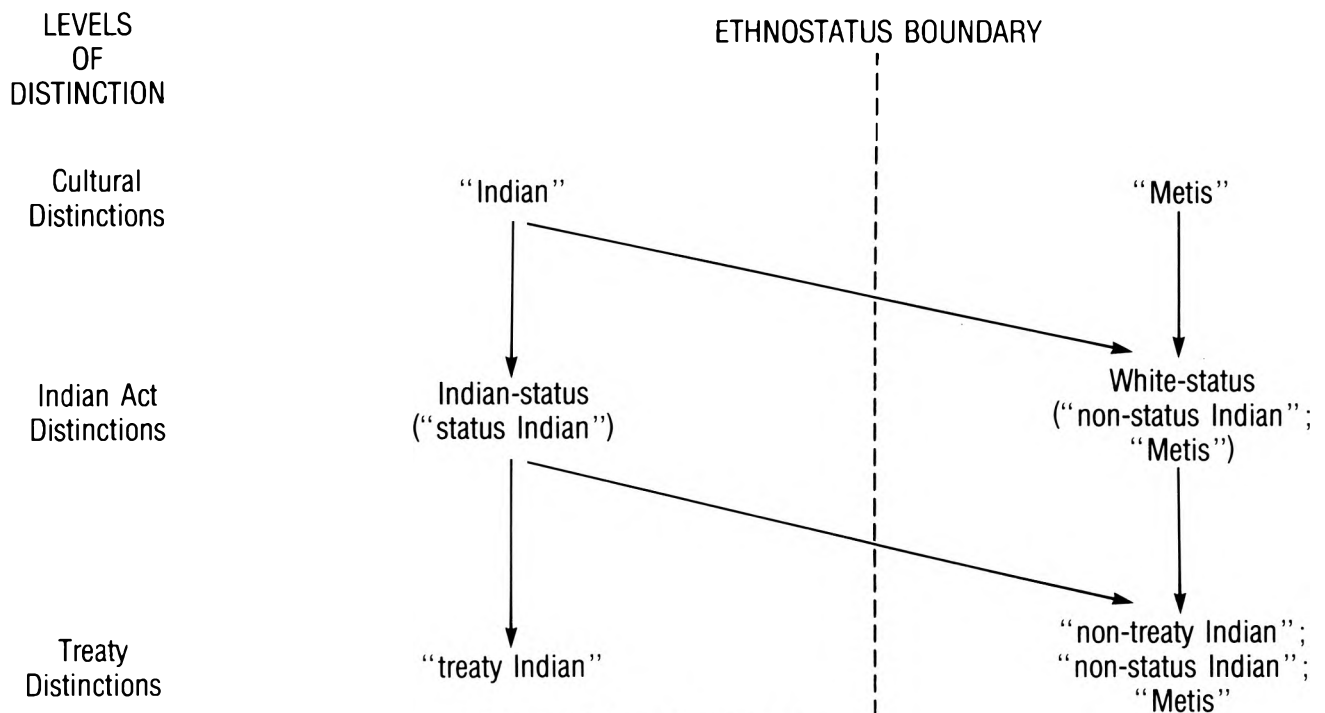 LEVELS
OF
DISTINCTION
ETHNOSTATUS BOUNDARY
Cultural
Distinctions
“Indian”
“Metis”
Indian Act
Distinctions
Indian-status
(“status Indian”)
White-status
(“non-status Indian”;
“Metis”)
Treaty
Distinctions
“treaty Indian”
“non-treaty Indian”;
“non-status Indian”;
“Metis”